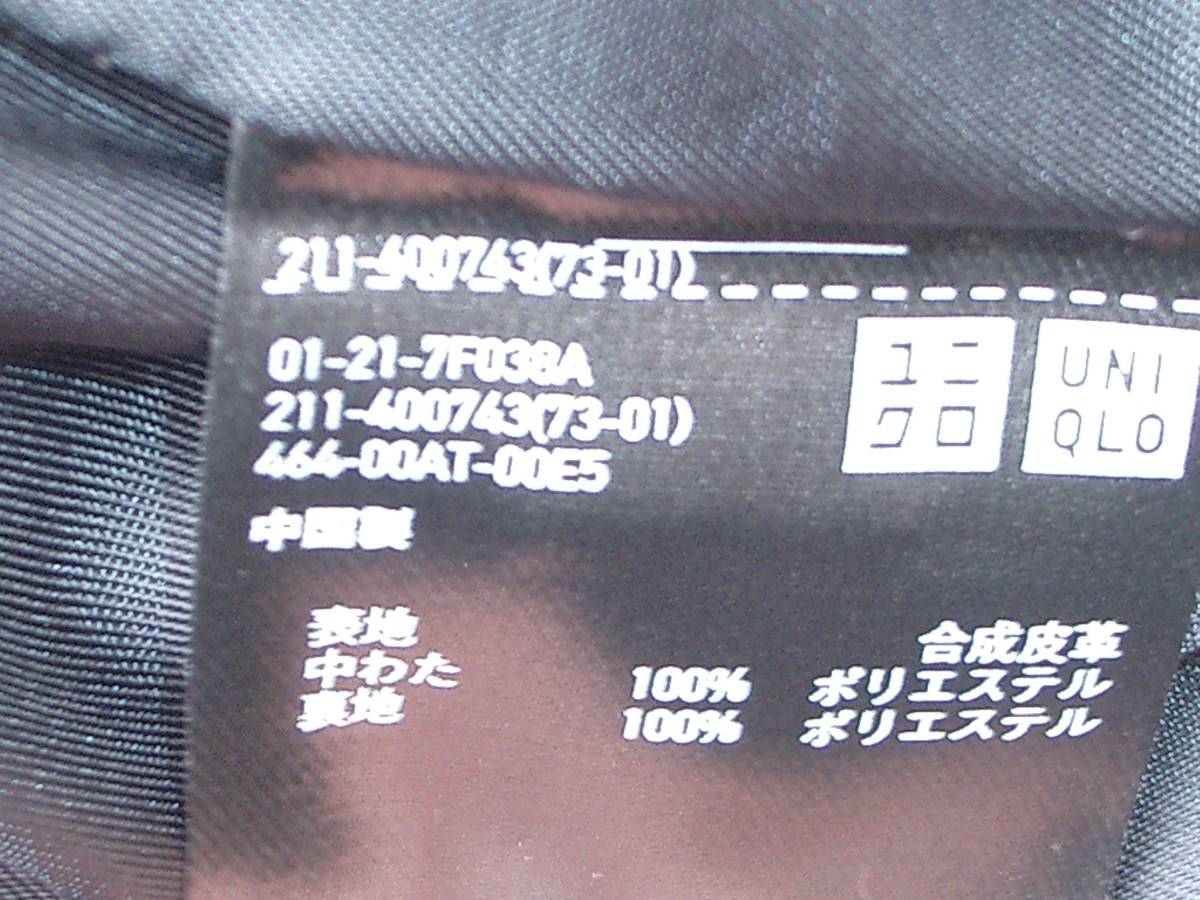 211-400743(73-01)
01-21-7F038A
211-400743(73-01)
464-00AT-00E5
ユニ
クロ
UNI
QLO
中国製
表地 合成皮革
中わた 100% ポリエステル
裏地 100% ポリエステル